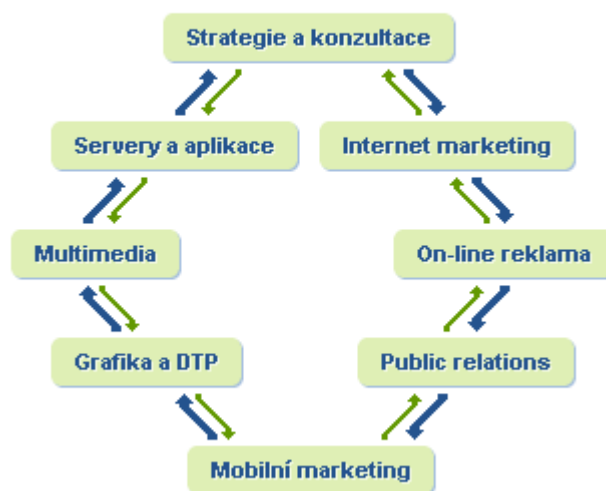 Strategie a konzultace
Servery a aplikace
Internet marketing
Multimedia
On-line reklama
Grafika a DTP
Public relations
Mobilní marketing